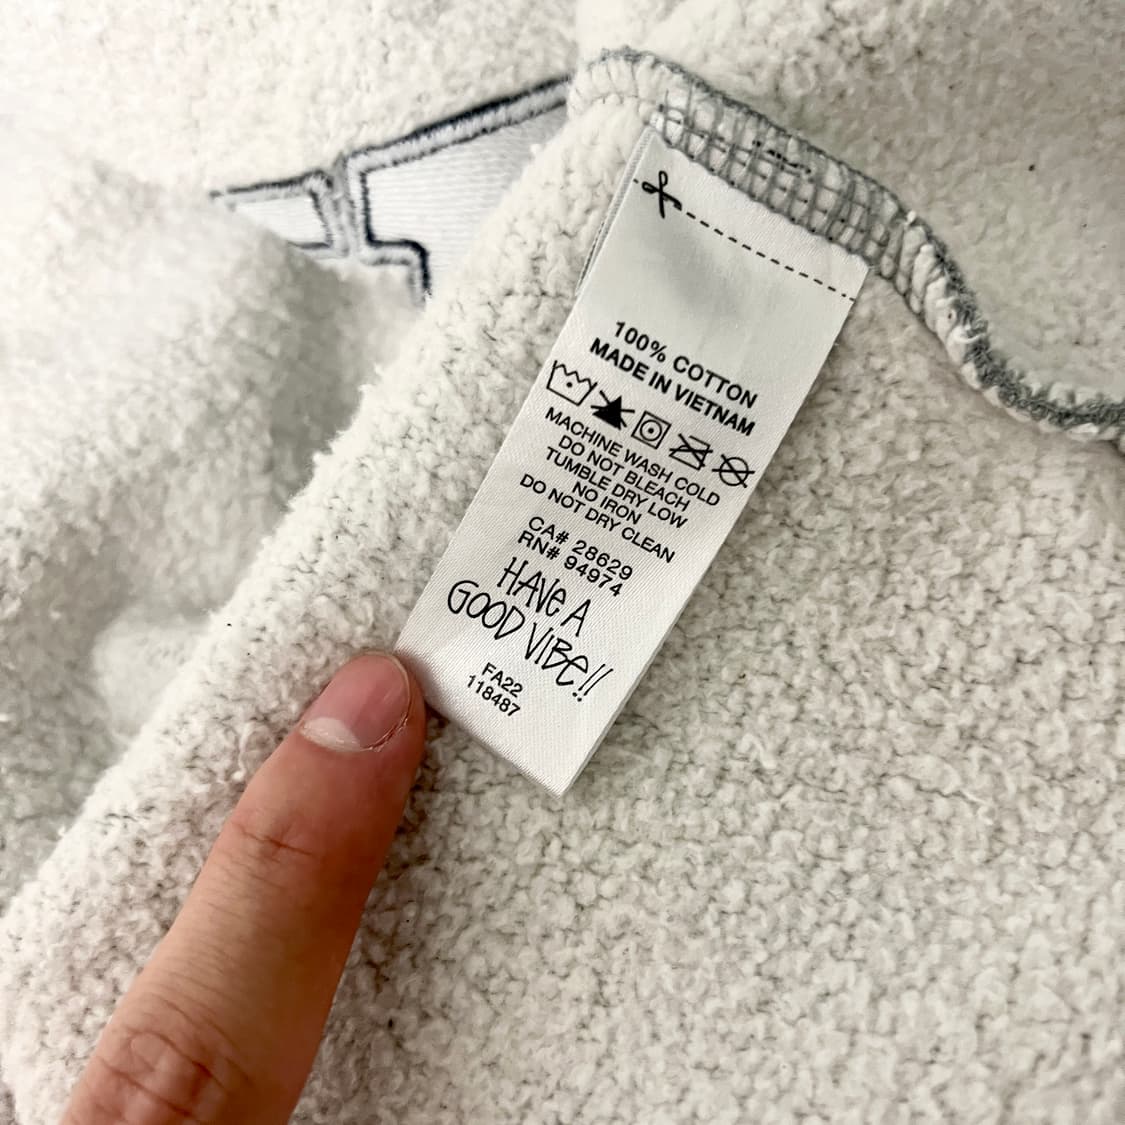 100% COTTON
MADE IN VIETNAM
MACHINE WASH COLD
DO NOT BLEACH
TUMBLE DRY LOW
NO IRON
DO NOT DRY CLEAN
CA# 28629
RN# 94974
HAVE A
GOOD VIBE!!
FA22
118487